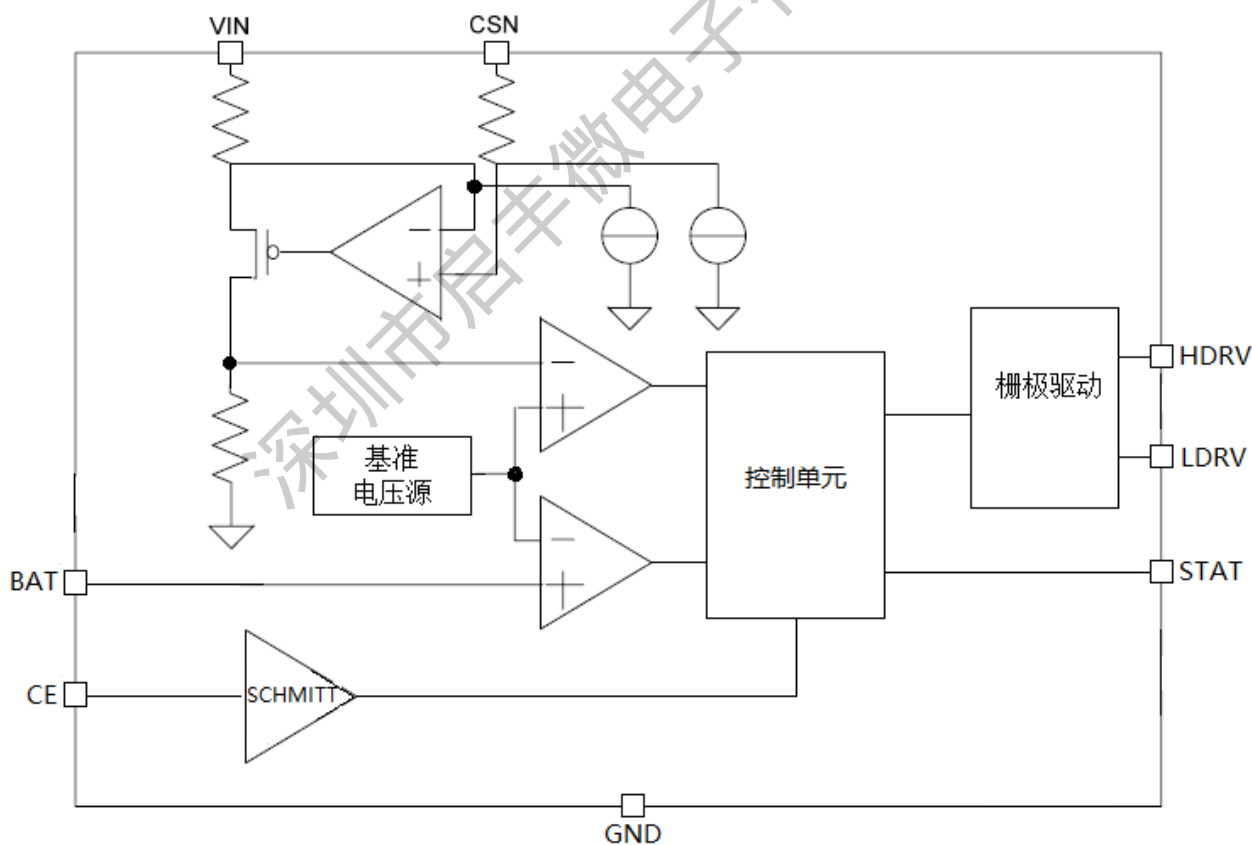 VIN
CSN
深圳市启丰微电子
HDRV
栅极驱动
基准
电压源
控制单元
LDRV
BAT
STAT
CE
SCHMITT
GND